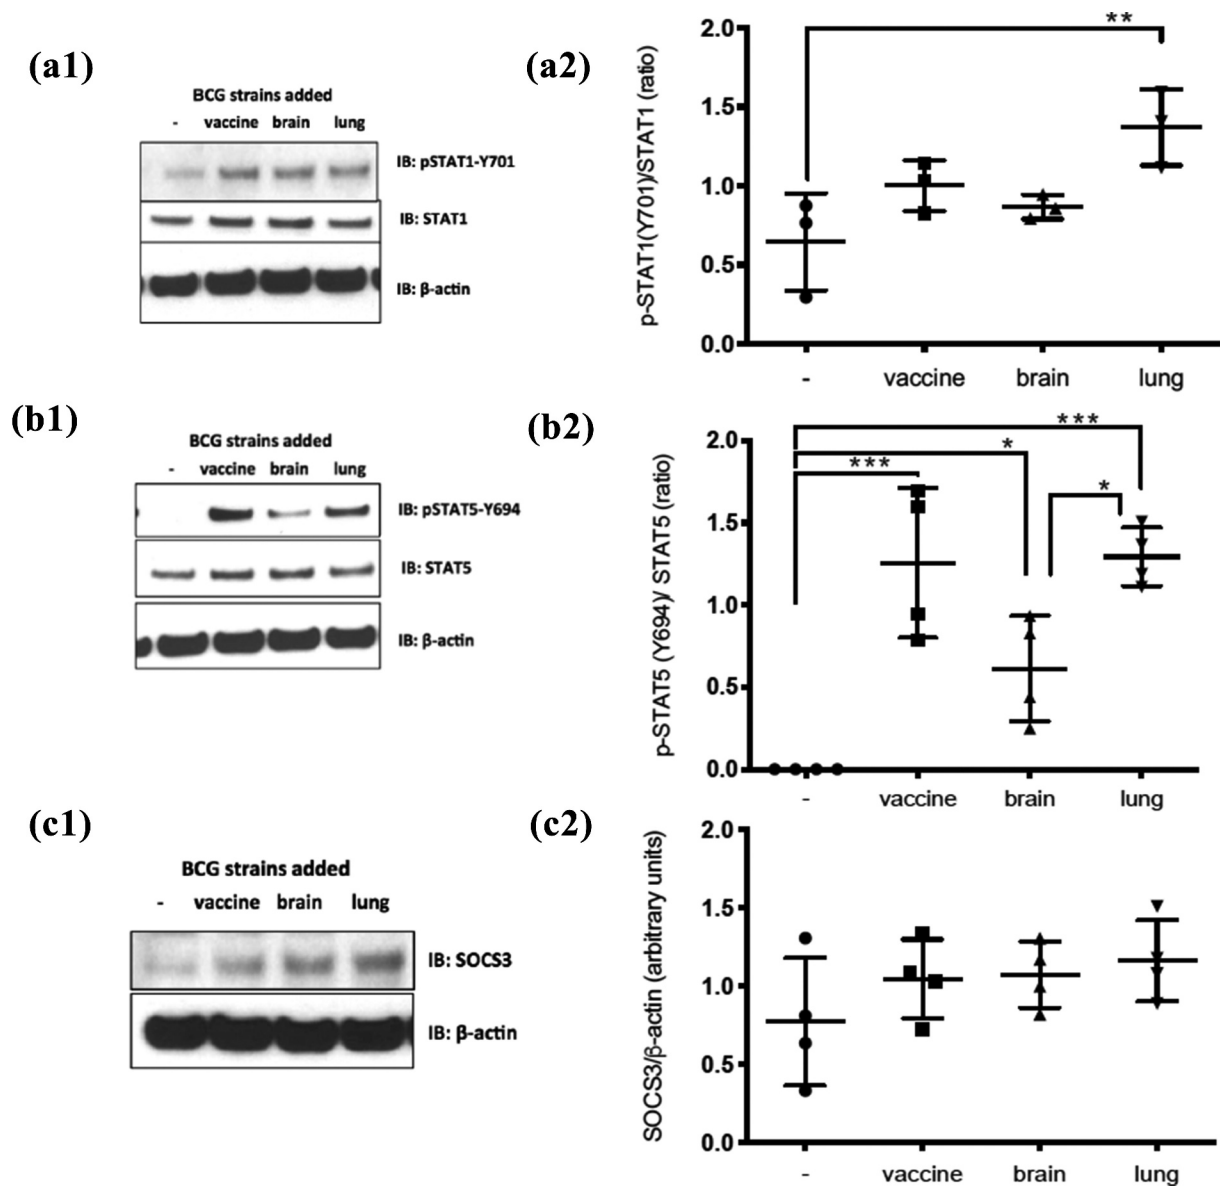 (a1)
BCG strains added
- vaccine brain lung
IB: pSTAT1-Y701
IB: STAT1
IB: β-actin
(a2)
p-STAT1(Y701)/STAT1 (ratio)
2.0
1.5
1.0
0.5
0.0
**
- vaccine brain lung
(b1)
BCG strains added
- vaccine brain lung
IB: pSTAT5-Y694
IB: STAT5
IB: β-actin
(b2)
p-STAT5 (Y694)/ STAT5 (ratio)
2.0
1.5
1.0
0.5
0.0
***
*
***
*
- vaccine brain lung
(c1)
BCG strains added
- vaccine brain lung
IB: SOCS3
IB: β-actin
(c2)
SOCS3/β-actin (arbitrary units)
2.0
1.5
1.0
0.5
0.0
- vaccine brain lung